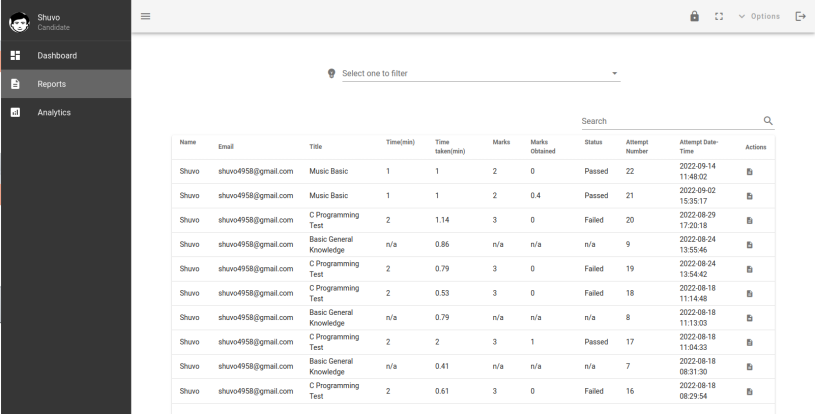 Shuvo
Candidate
Options
Dashboard
Reports
Analytics
Select one to filter
Search
Name Email Title Time(min) Time taken(min) Marks Marks Obtained Status Attempt Number Attempt Date-Time Actions
Shuvo shuvo4958@gmail.com Music Basic 1 1 2 0 Passed 22 2022-09-14 11:48:02
Shuvo shuvo4958@gmail.com Music Basic 1 1 2 0.4 Passed 21 2022-09-02 15:35:17
Shuvo shuvo4958@gmail.com C Programming Test 2 1.14 3 0 Failed 20 2022-08-29 17:20:18
Shuvo shuvo4958@gmail.com Basic General Knowledge n/a 0.86 n/a n/a n/a 9 2022-08-24 13:55:46
Shuvo shuvo4958@gmail.com C Programming Test 2 0.79 3 0 Failed 19 2022-08-24 13:54:42
Shuvo shuvo4958@gmail.com C Programming Test 2 0.53 3 0 Failed 18 2022-08-18 11:14:48
Shuvo shuvo4958@gmail.com Basic General Knowledge n/a 0.79 n/a n/a n/a 8 2022-08-18 11:13:03
Shuvo shuvo4958@gmail.com C Programming Test 2 2 3 1 Passed 17 2022-08-18 11:04:33
Shuvo shuvo4958@gmail.com Basic General Knowledge n/a 0.41 n/a n/a n/a 7 2022-08-18 08:31:30
Shuvo shuvo4958@gmail.com C Programming Test 2 0.61 3 0 Failed 16 2022-08-18 08:29:54